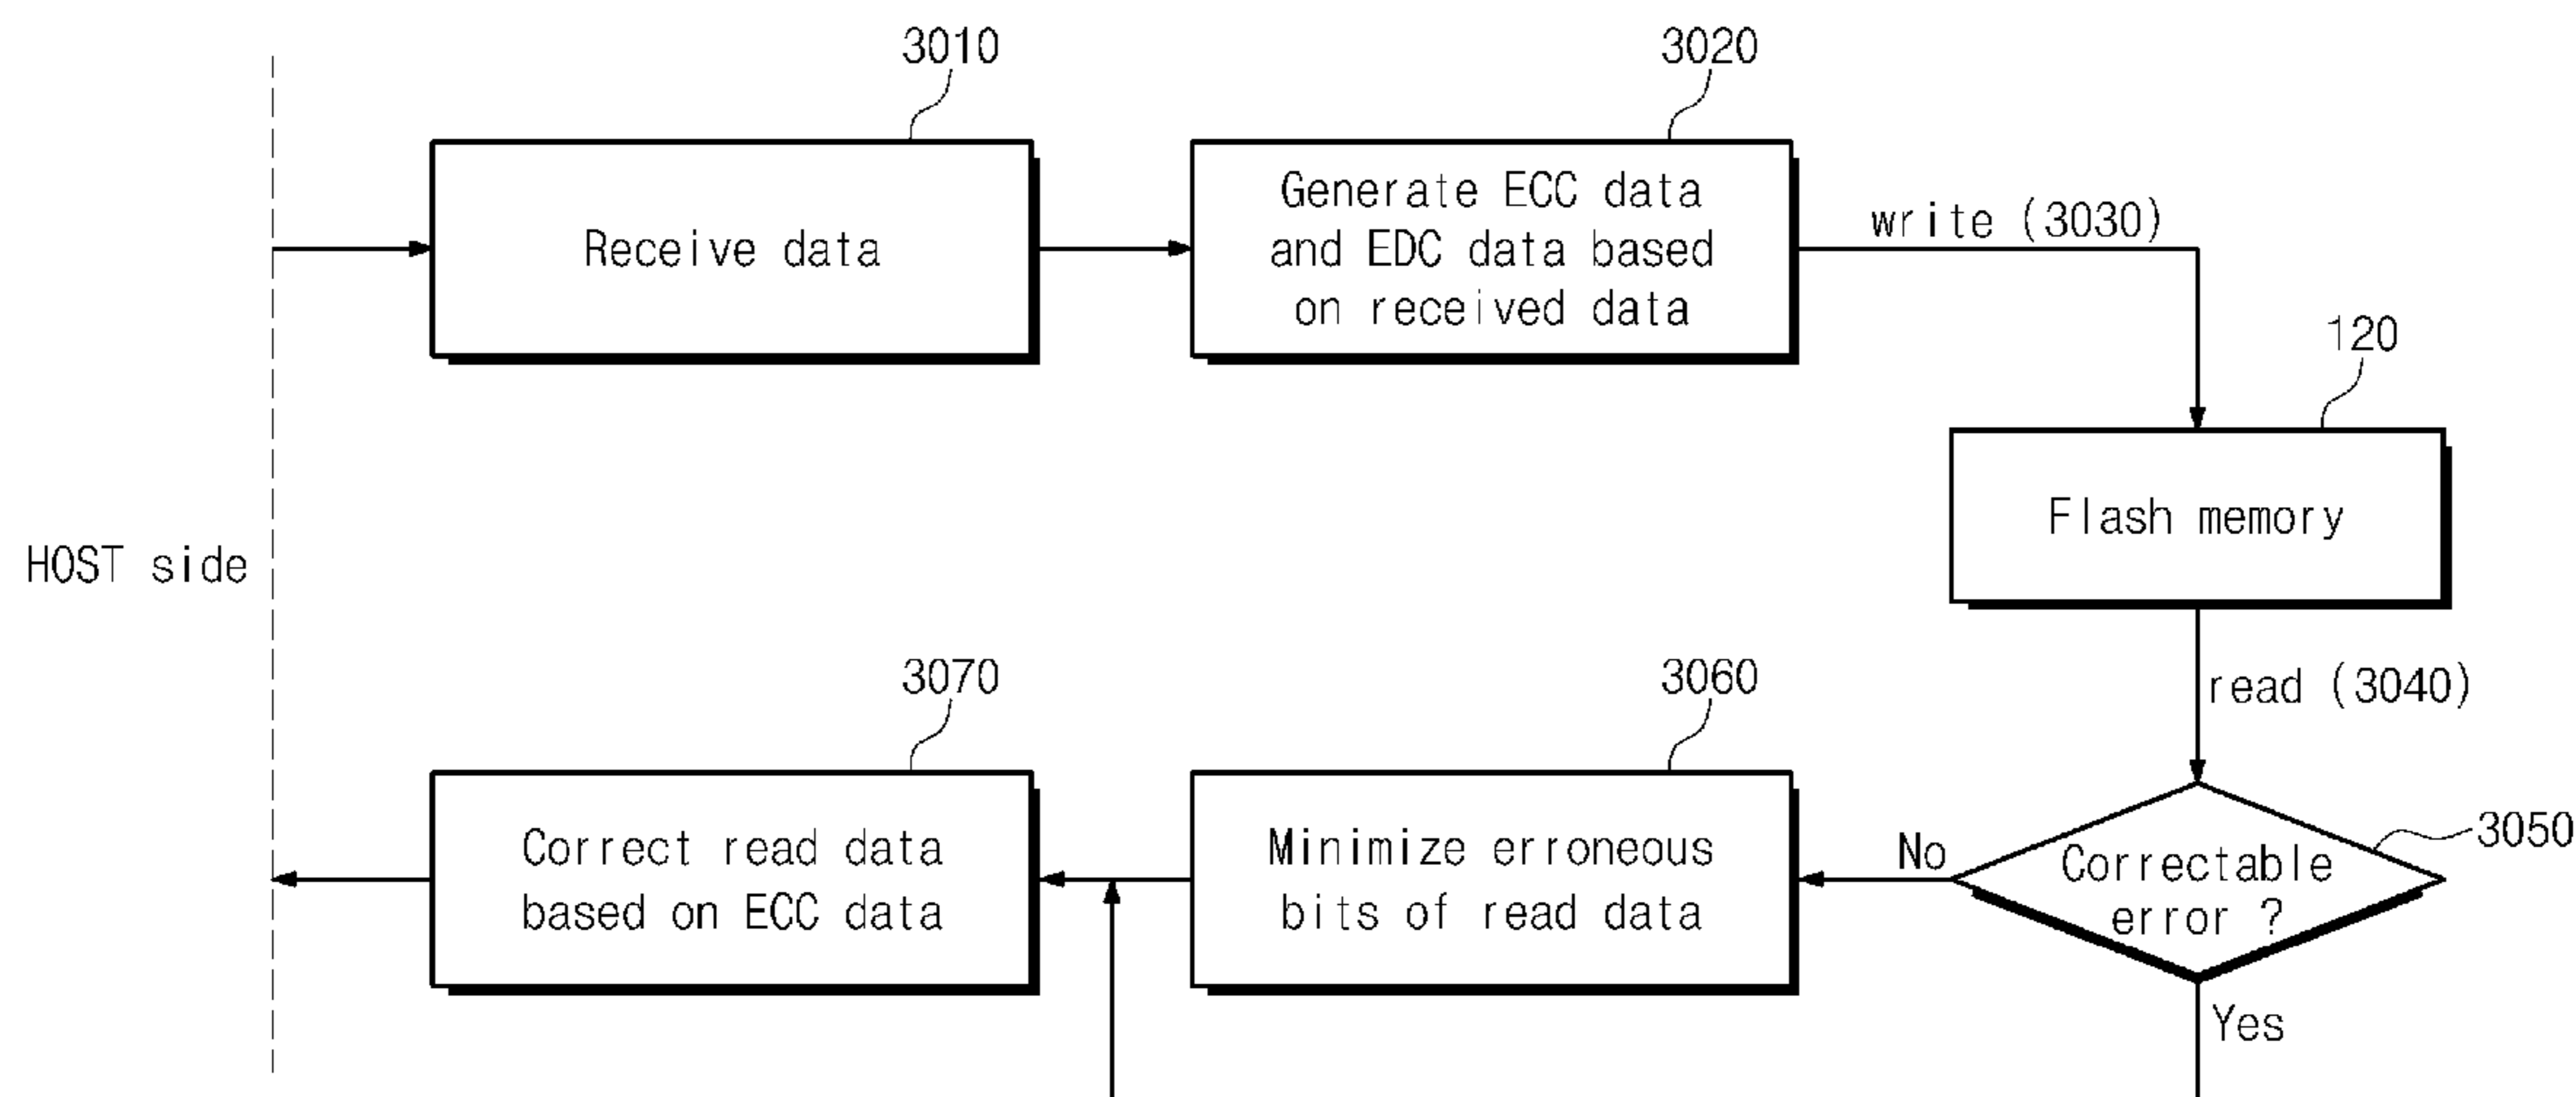 3010
3020
Receive data
Generate ECC data
and EDC data based
on received data
write (3030)
120
Flash memory
HOST side
read (3040)
3070
3060
3050
Correct read data
based on ECC data
Minimize erroneous
bits of read data
No
Correctable
error ?
Yes